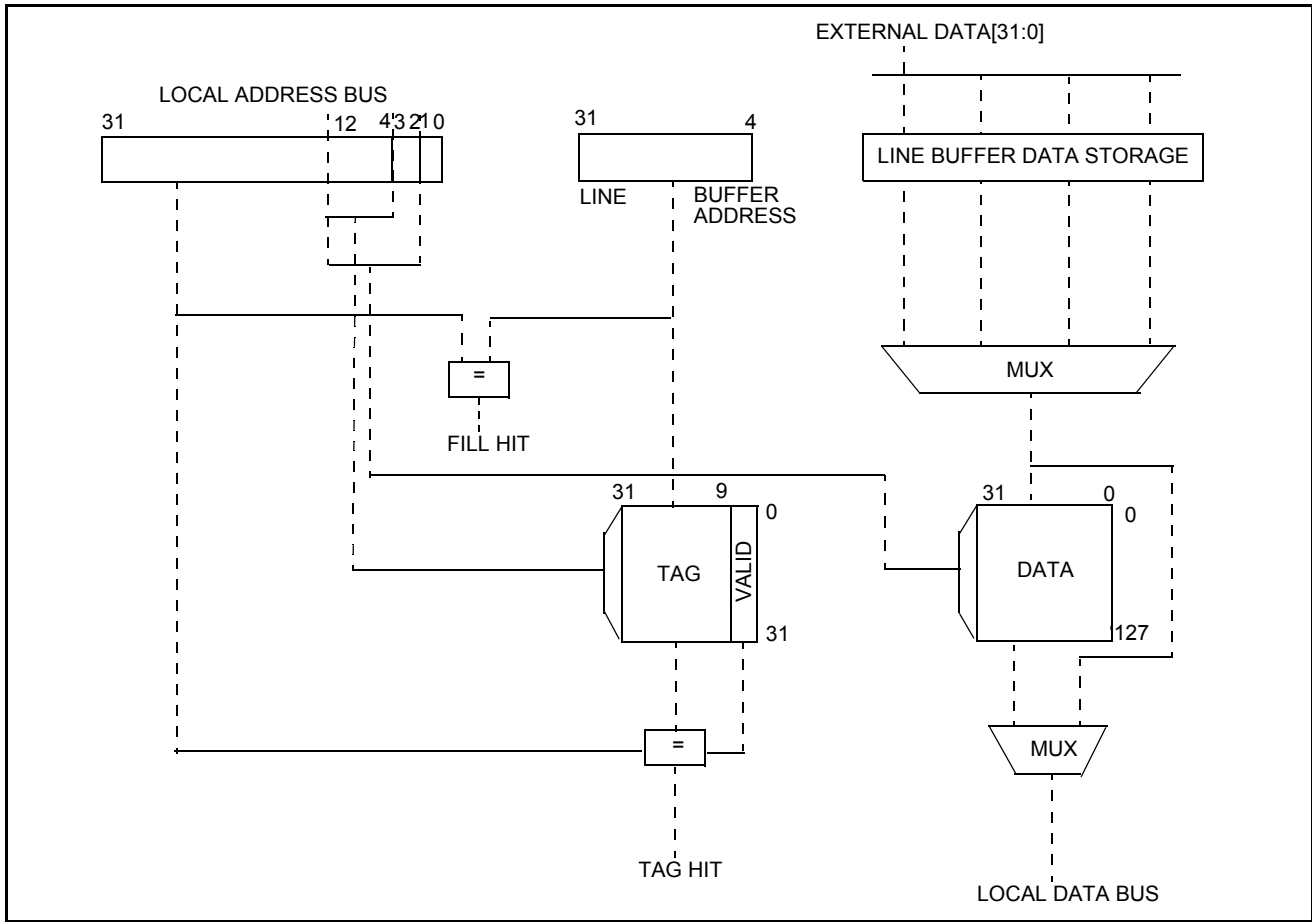 EXTERNAL DATA[31:0]
LOCAL ADDRESS BUS
31 12 4 3 2 1 0
31 4
LINE BUFFER DATA STORAGE
LINE BUFFER
ADDRESS
MUX
=
FILL HIT
31 9
0
31 0
0
TAG
VALID
DATA
31
127
=
MUX
TAG HIT
LOCAL DATA BUS